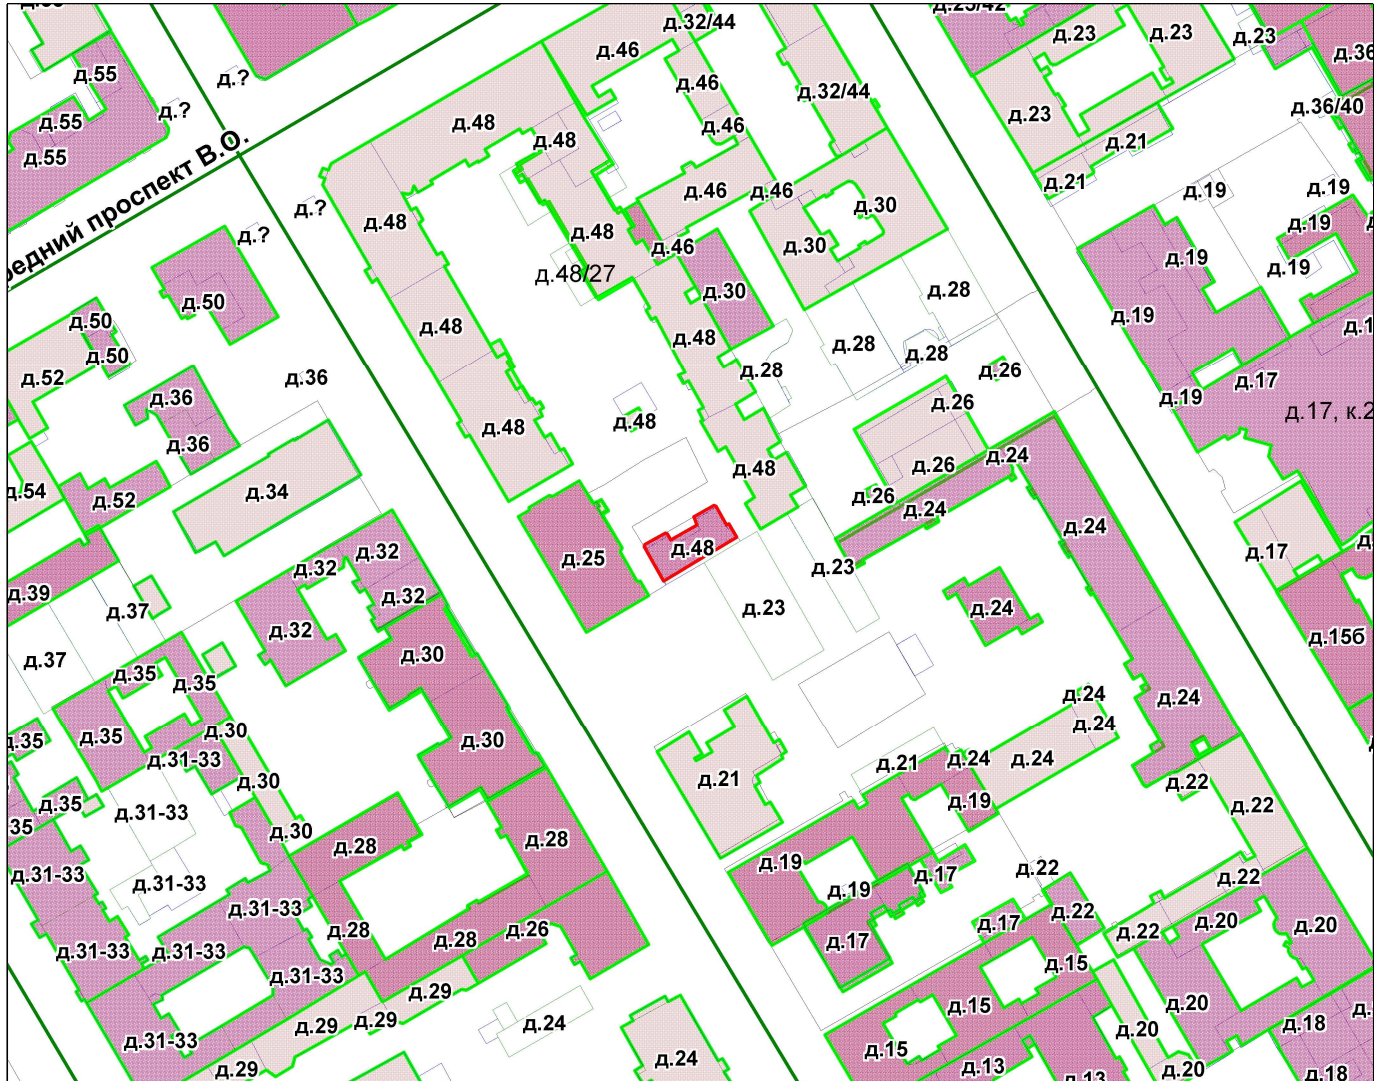 д.32/44
д.46
д.23
д.23
д.23
д.55
д.?
д.?
д.46
д.32/44
д.36/40
д.55
д.48
д.46
д.23
д.55
д.48
д.21
Средний проспект В.О.
д.46
д.46
д.21
д.19
д.19
д.?
д.48
д.30
д.19
д.?
д.48
д.46
д.30
д.19
д.19
д.48/27
д.30
д.28
д.50
д.19
д.50
д.48
д.48
д.28
д.28
д.50
д.28
д.26
д.52
д.36
д.17
д.36
д.26
д.19
д.17, к.2
д.36
д.48
д.48
д.24
д.54
д.34
д.48
д.26
д.52
д.26
д.24
д.24
д.32
д.48
д.17
д.25
д.32
д.23
д.39
д.32
д.37
д.23
д.24
д.32
д.15б
д.37
д.30
д.35
д.35
д.24
д.24
д.35
д.35
д.30
д.30
д.24
д.31-33
д.21
д.24
д.24
д.30
д.21
д.22
д.35
д.31-33
д.19
д.22
д.30
д.28
д.28
д.19
д.31-33
д.31-33
д.19
д.17
д.22
д.22
д.31-33
д.22
д.20
д.28
д.28
д.26
д.17
д.17
д.22
д.20
д.31-33
д.31-33
д.31-33
д.15
д.29
д.15
д.20
д.29
д.29
д.24
д.20
д.18
д.31-33
д.15
д.29
д.24
д.13
д.13
д.20
д.18